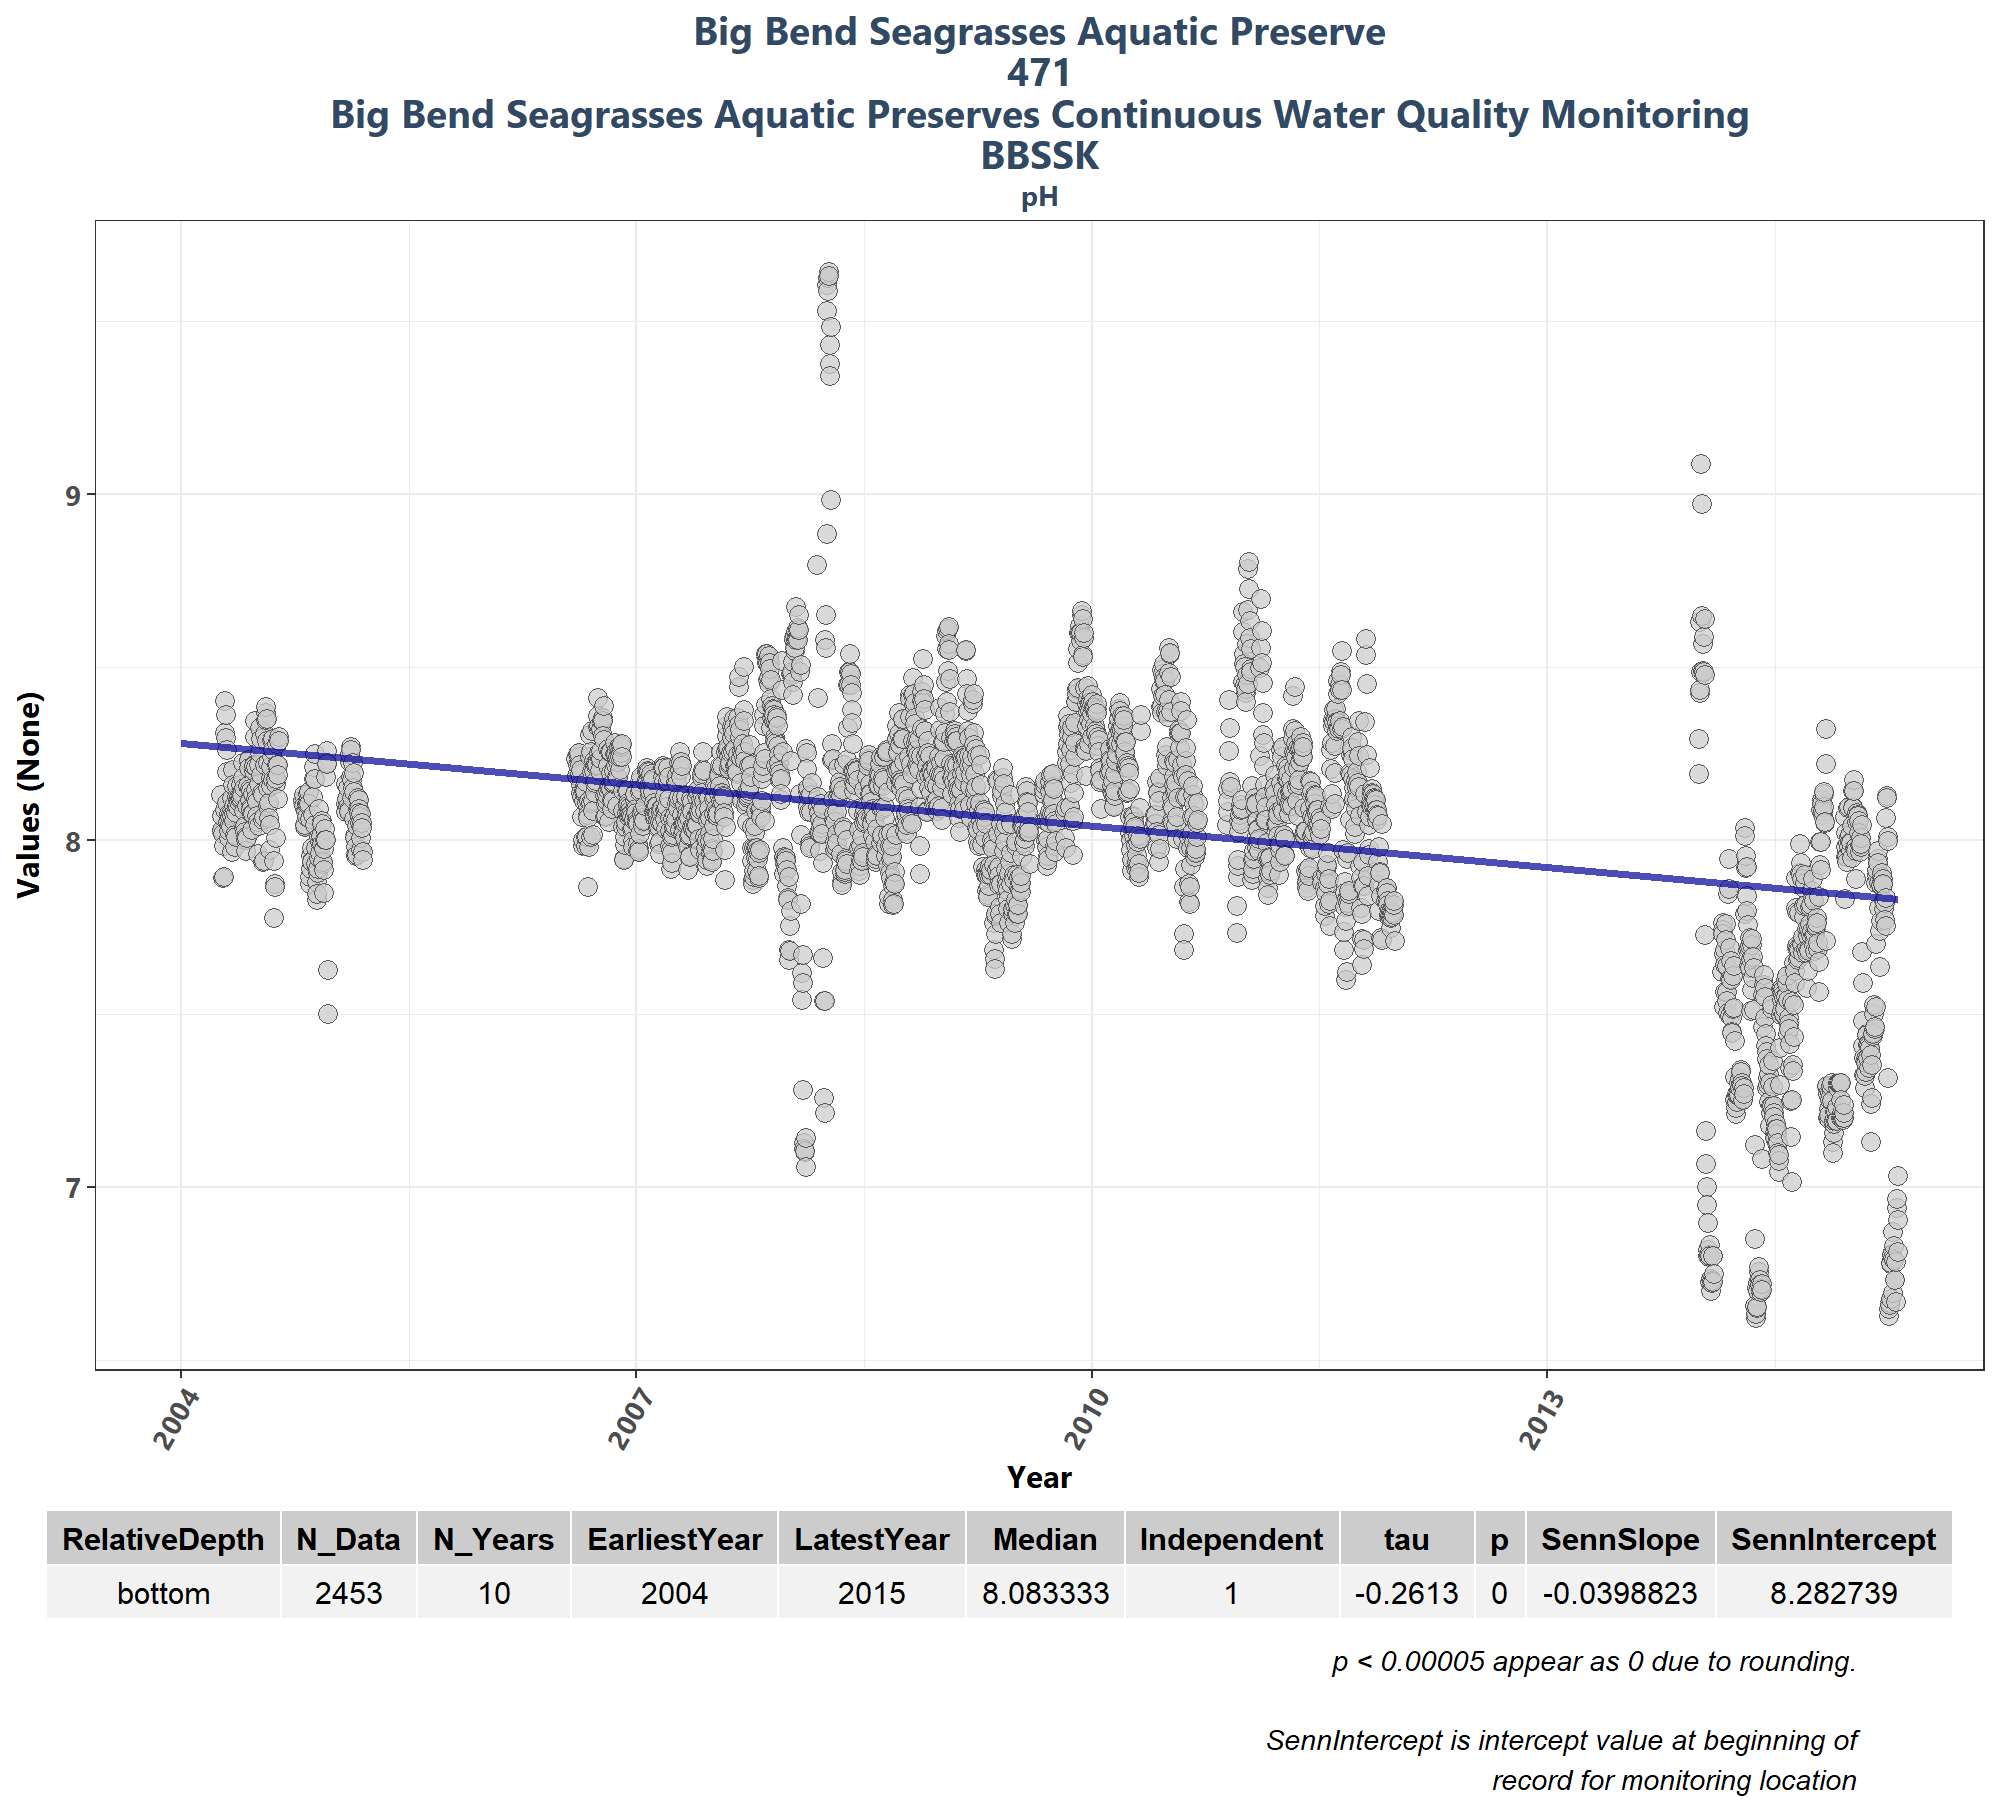 Big Bend Seagrasses Aquatic Preserve
471
Big Bend Seagrasses Aquatic Preserves Continuous Water Quality Monitoring
BBSSK
pH
Values (None)
9
8
7
2004 2007 2010 2013
Year
RelativeDepth N_Data N_Years EarliestYear LatestYear Median Independent tau p SennSlope SennIntercept
bottom 2453 10 2004 2015 8.083333 1 -0.2613 0 -0.0398823 8.282739
p < 0.00005 appear as 0 due to rounding.
SennIntercept is intercept value at beginning of
record for monitoring location